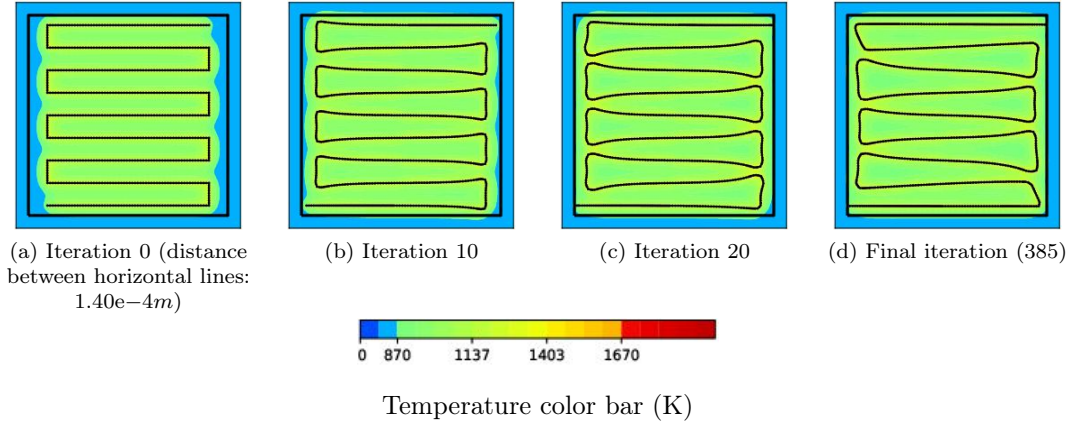 (a) Iteration 0 (distance
between horizontal lines:
1.40e−4m)
(b) Iteration 10
(c) Iteration 20
(d) Final iteration (385)
0 870 1137 1403 1670
Temperature color bar (K)